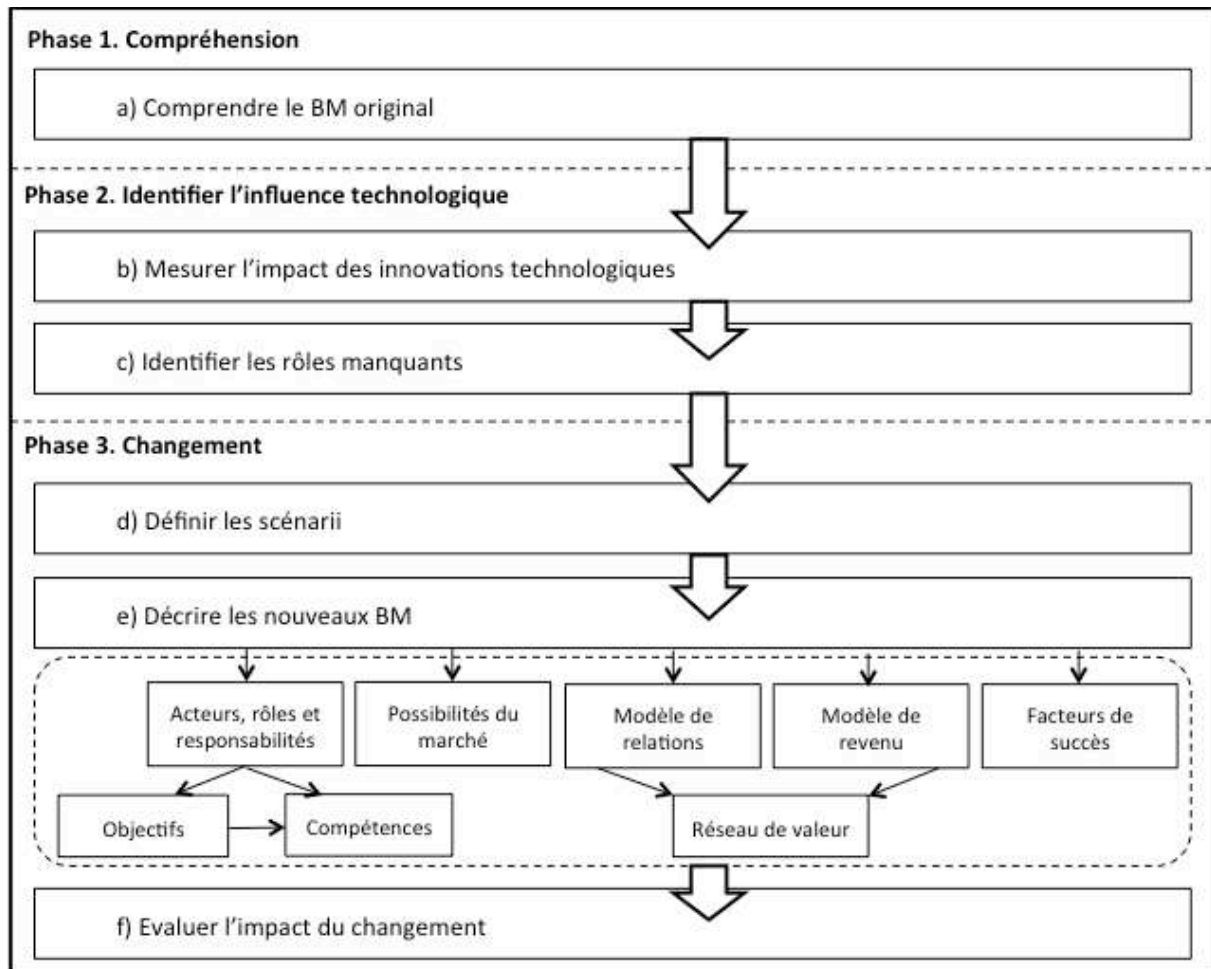 Phase 1. Compréhension
a) Comprendre le BM original
Phase 2. Identifier l’influence technologique
b) Mesurer l’impact des innovations technologiques
c) Identifier les rôles manquants
Phase 3. Changement
d) Définir les scénarii
e) Décrire les nouveaux BM
Acteurs, rôles et
responsabilités
Possibilités du
marché
Modèle de
relations
Modèle de
revenu
Facteurs de
succès
Objectifs
Compétences
Réseau de valeur
f) Evaluer l’impact du changement